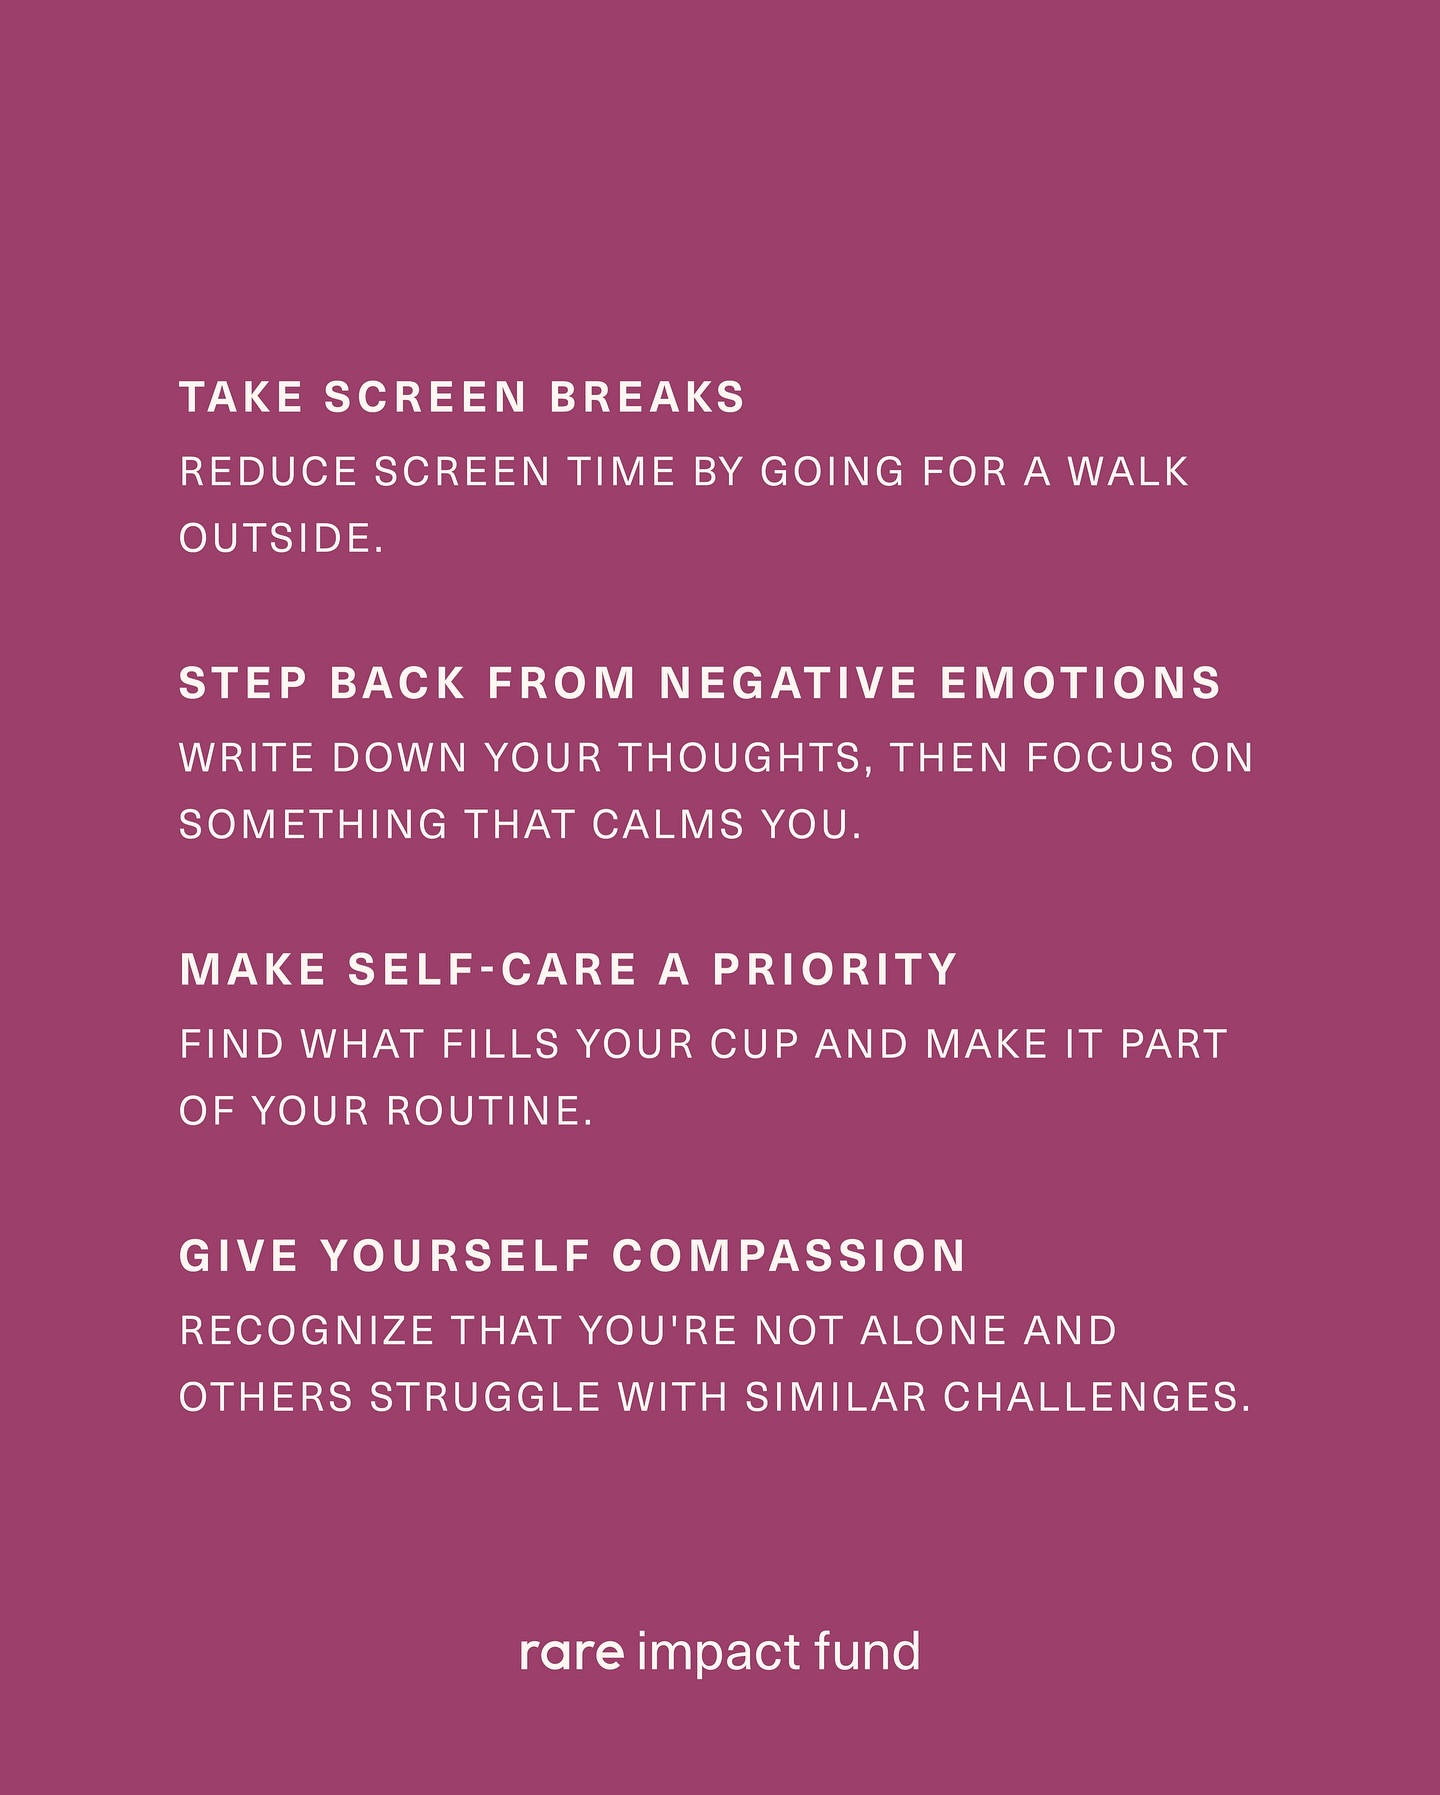 TAKE SCREEN BREAKS
REDUCE SCREEN TIME BY GOING FOR A WALK
OUTSIDE.
STEP BACK FROM NEGATIVE EMOTIONS
WRITE DOWN YOUR THOUGHTS, THEN FOCUS ON
SOMETHING THAT CALMS YOU.
MAKE SELF-CARE A PRIORITY
FIND WHAT FILLS YOUR CUP AND MAKE IT PART
OF YOUR ROUTINE.
GIVE YOURSELF COMPASSION
RECOGNIZE THAT YOU'RE NOT ALONE AND
OTHERS STRUGGLE WITH SIMILAR CHALLENGES.
rare impact fund